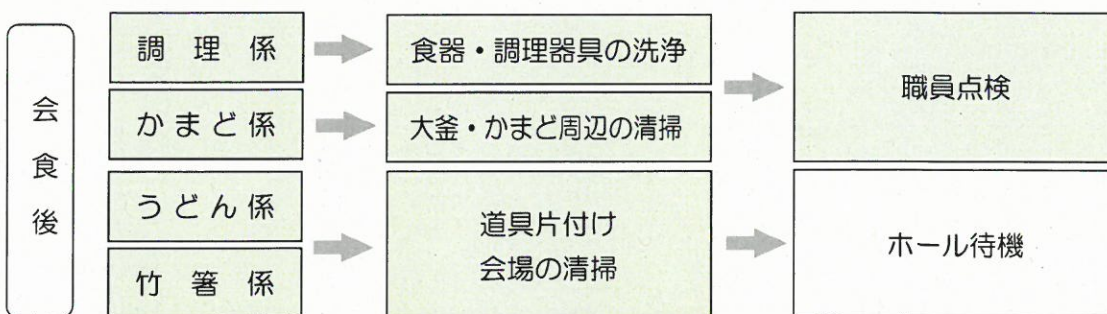 会食後
調理係
食器・調理器具の洗浄
職員点検
かまど係
大釜・かまど周辺の清掃
うどん係
道具片付け
会場の清掃
ホール待機
竹箸係